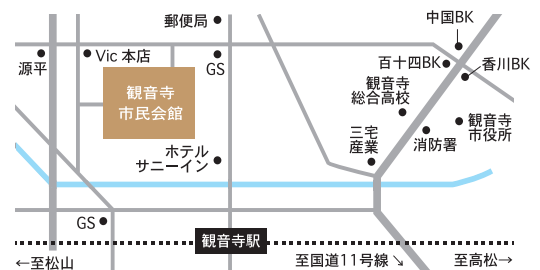 中国BK
郵便局
Vic 本店
源平
GS
百十四BK
香川BK
観音寺
総合高校
観音寺
市民会館
観音寺
市役所
三宅
産業
消防署
ホテル
サニーイン
GS
観音寺駅
←至松山
至国道11号線↘
至高松→